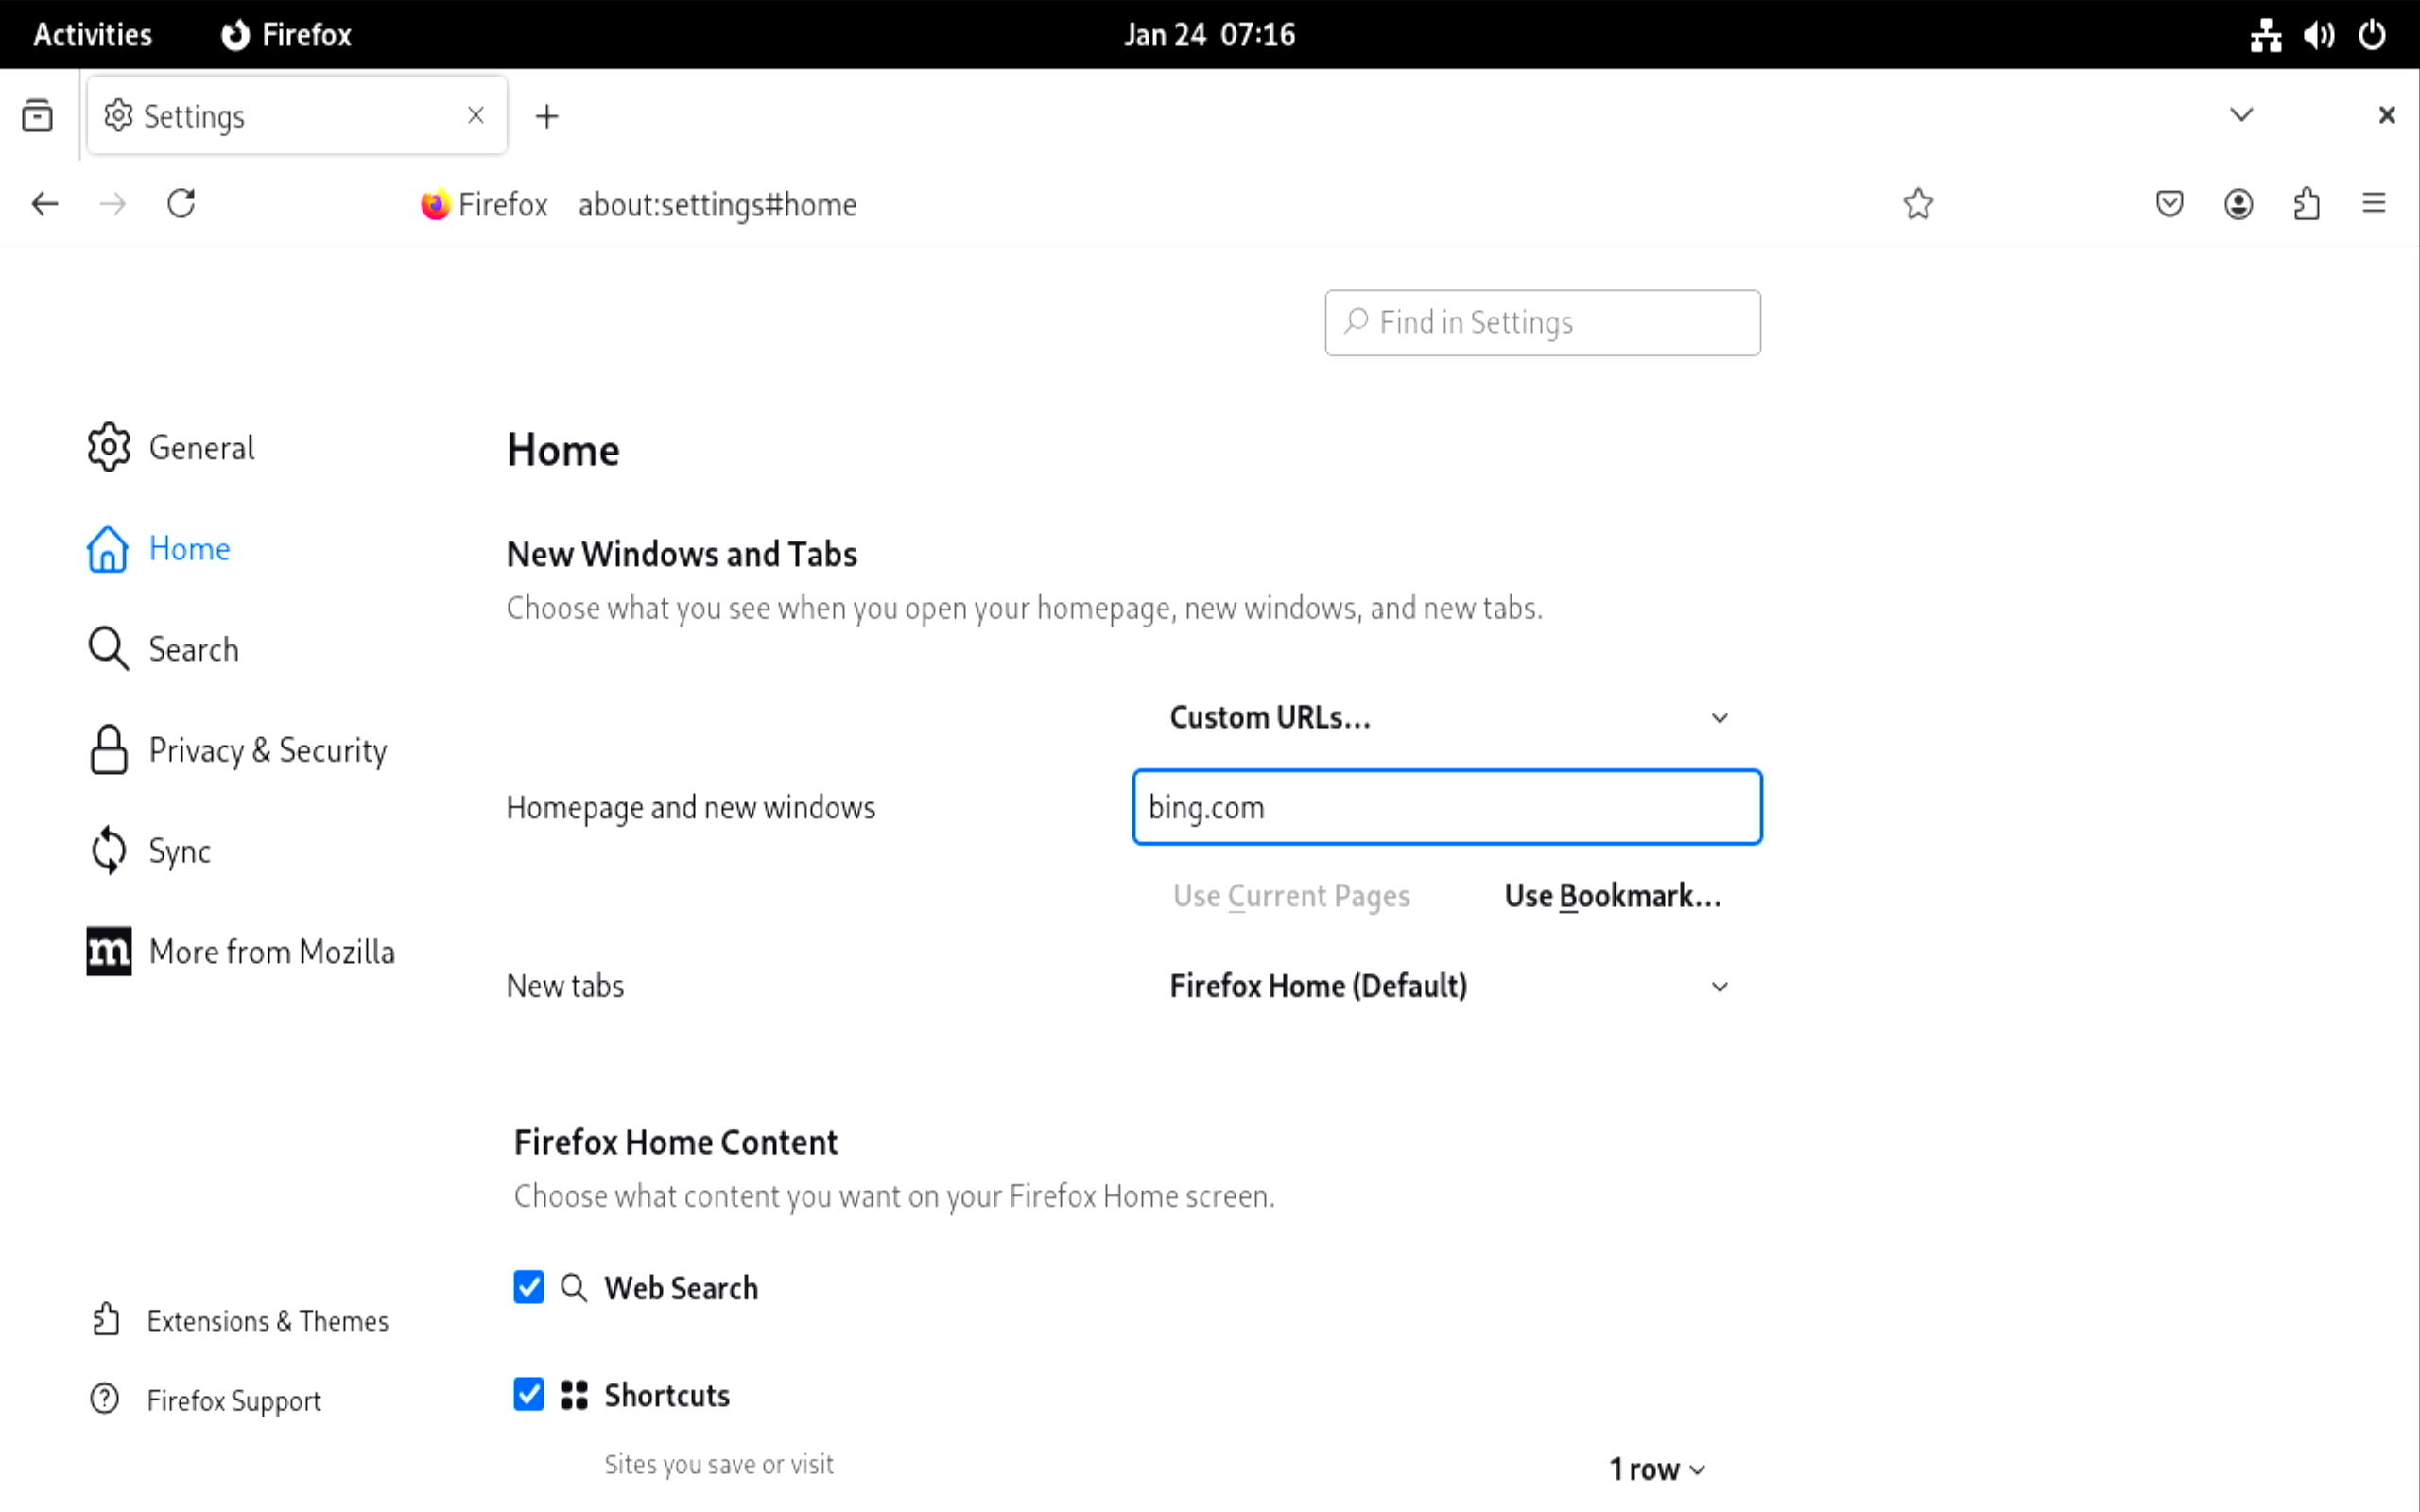 Activities Firefox Jan 24 07:16
Settings
Firefox about:settings#home
Find in Settings
General
Home
Search
Privacy & Security
Sync
m More from Mozilla
Extensions & Themes
Firefox Support
Home
New Windows and Tabs
Choose what you see when you open your homepage, new windows, and new tabs.
Custom URLs...
Homepage and new windows bing.com
Use Current Pages Use Bookmark...
New tabs Firefox Home (Default)
Firefox Home Content
Choose what content you want on your Firefox Home screen.
Web Search
Shortcuts
Sites you save or visit 1 row